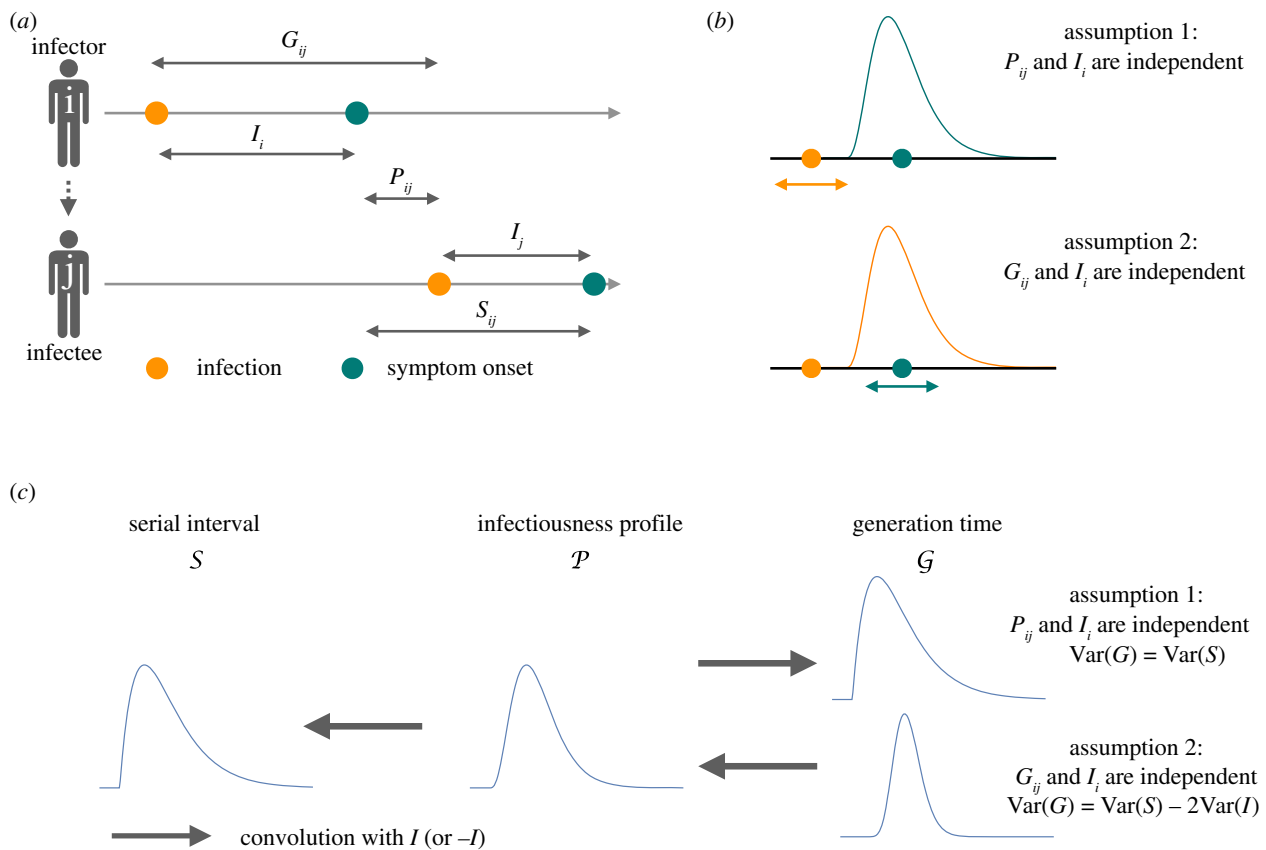 (a)
infector
G_ij
i
I_i
P_ij
I_j
j
S_ij
infectee
infection
symptom onset
(b)
assumption 1:
P_ij and I_i are independent
assumption 2:
G_ij and I_i are independent
(c)
serial interval
S
infectiousness profile
P
generation time
G
assumption 1:
P_ij and I_i are independent
Var(G) = Var(S)
assumption 2:
G_ij and I_i are independent
Var(G) = Var(S) – 2Var(I)
convolution with I (or –I)